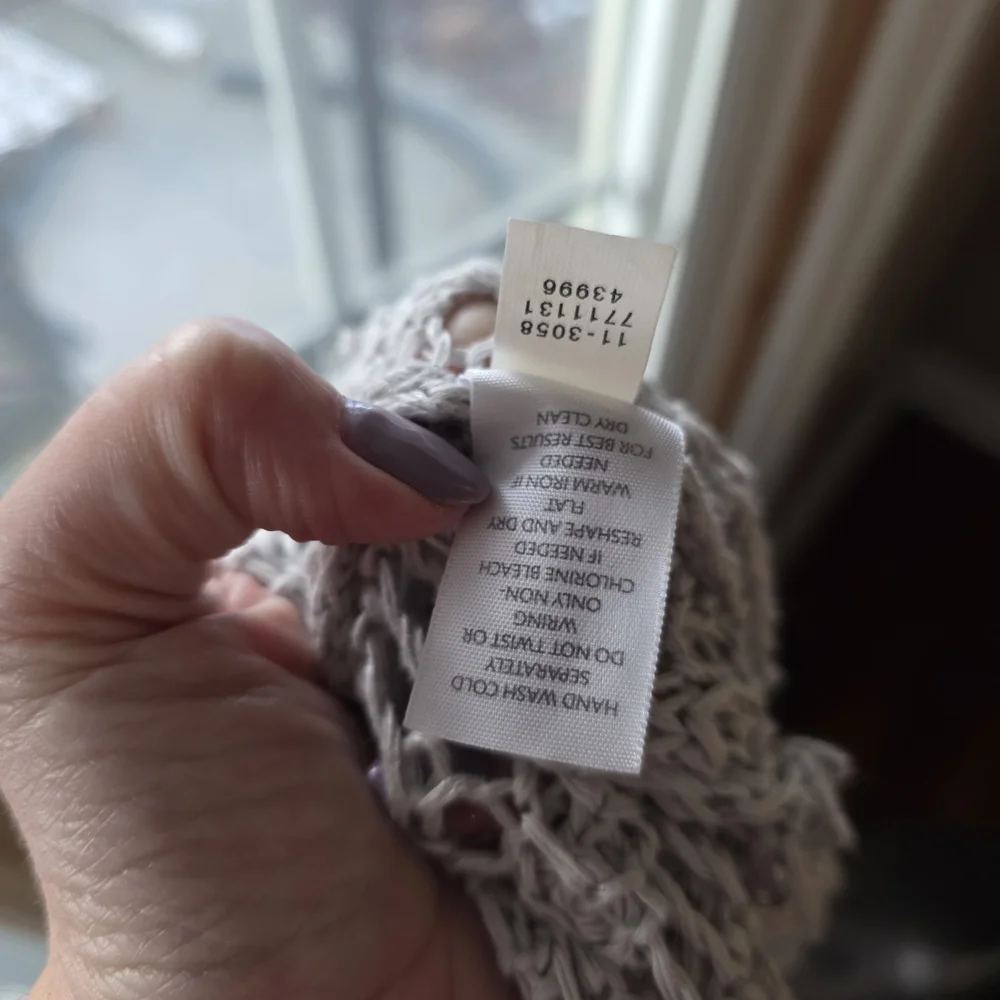 HAND WASH COLD
SEPARATELY
DO NOT TWIST OR
WRING
ONLY NON-
CHLORINE BLEACH
IF NEEDED
RESHAPE AND DRY
FLAT
WARM IRON IF
NEEDED
FOR BEST RESULTS
DRY CLEAN
11-3058
7711131
43996